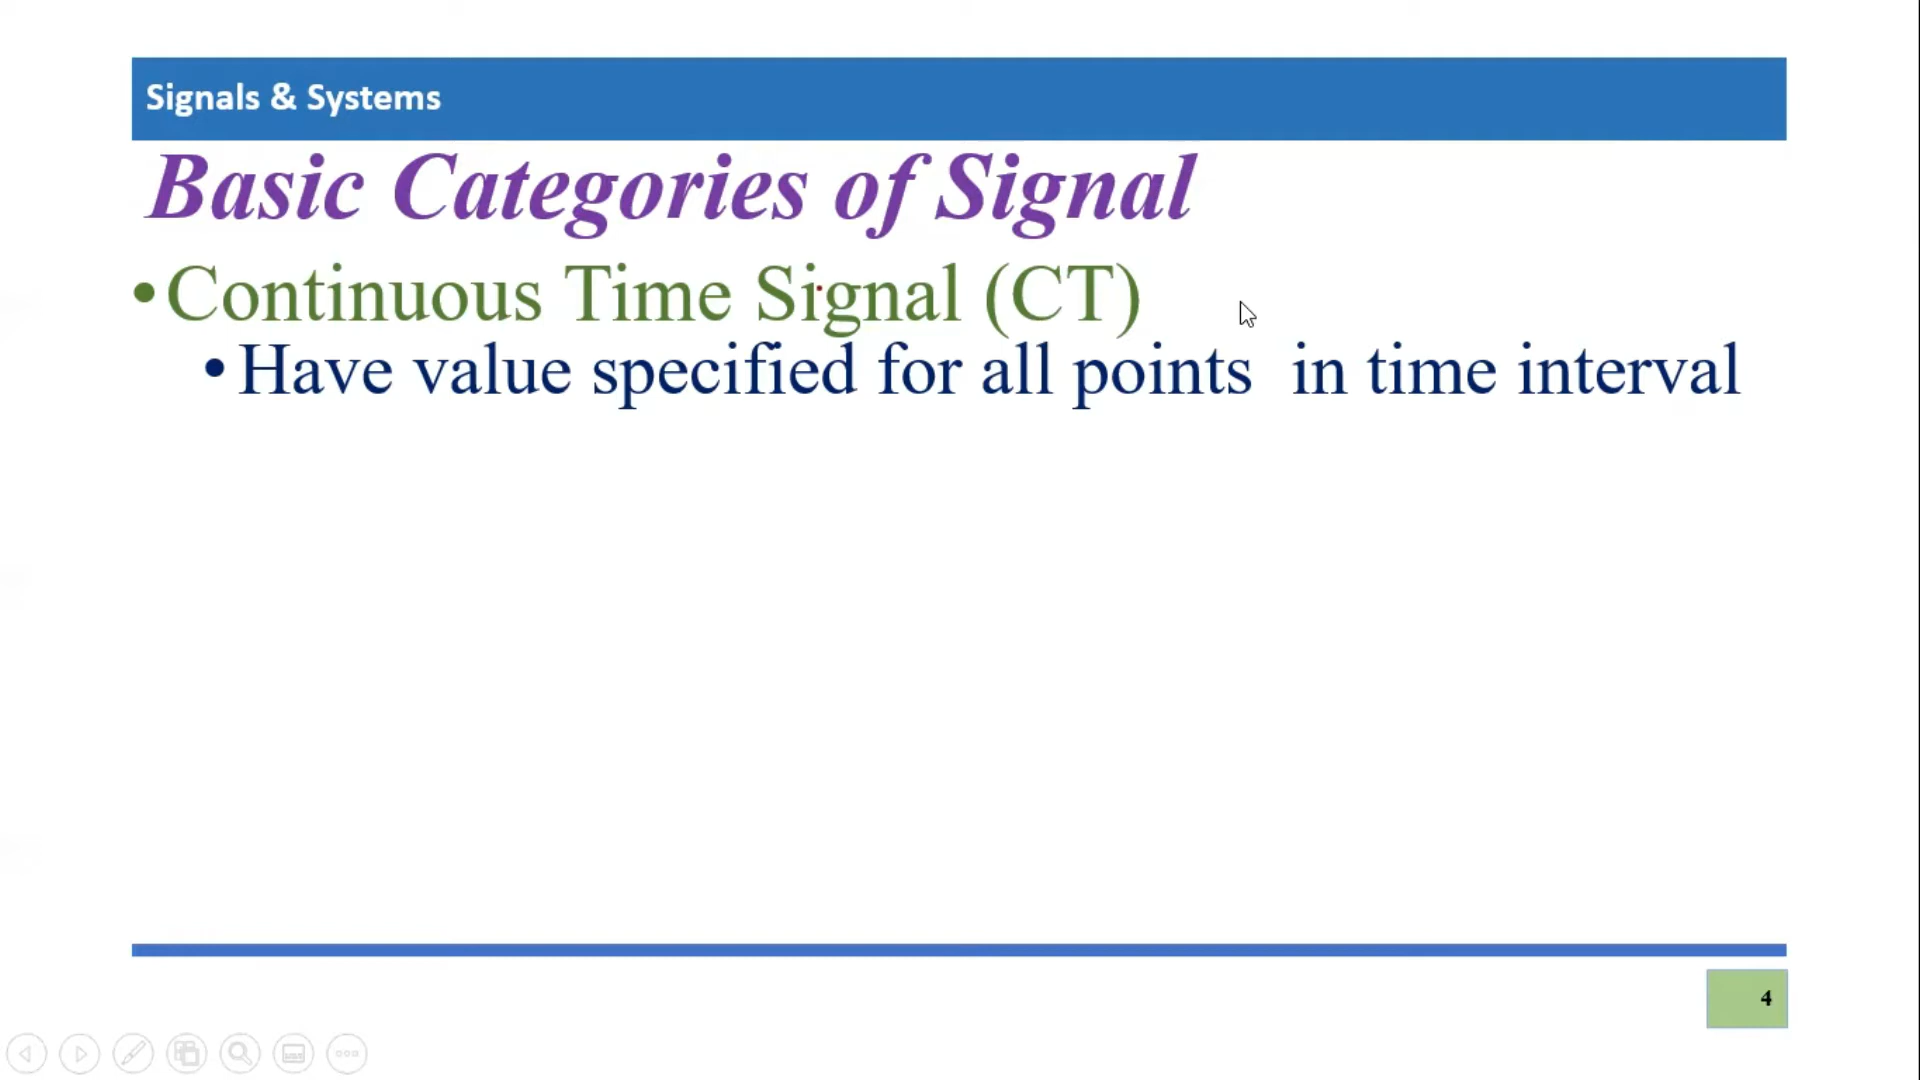 Signals & Systems
Basic Categories of Signal
•Continuous Time Signal (CT)
•Have value specified for all points  in time interval
4